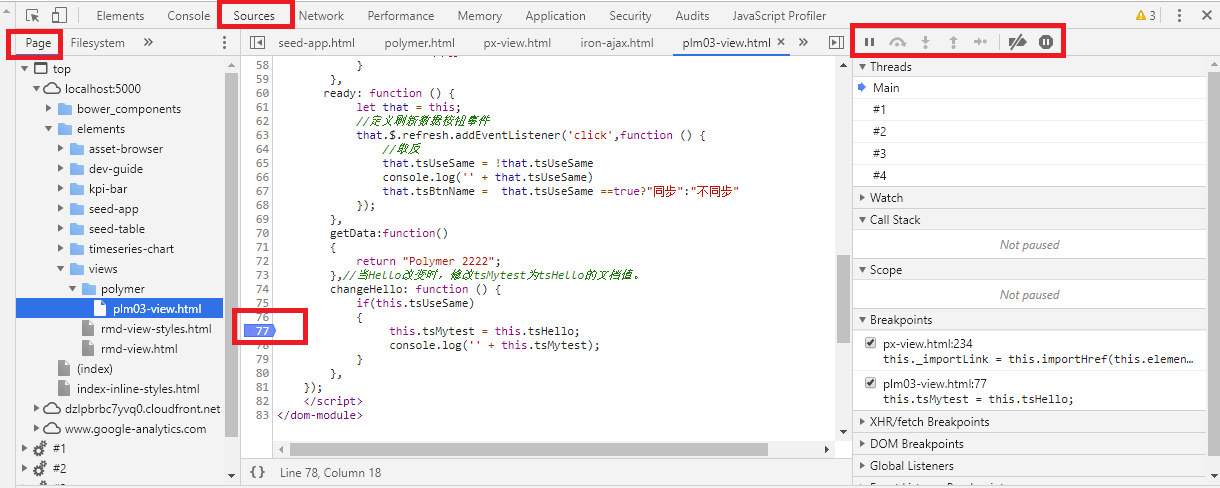 Elements Console Sources Network Performance Memory Application Security Audits JavaScript Profiler 3
Page Filesystem
seed-app.html polymer.html px-view.html iron-ajax.html plm03-view.html
top
localhost:5000
bower_components
elements
asset-browser
dev-guide
kpi-bar
seed-app
seed-table
timeseries-chart
views
polymer
plm03-view.html
rmd-view-styles.html
rmd-view.html
(index)
index-inline-styles.html
dzlpbrbc7yvq0.cloudfront.net
www.google-analytics.com
#1
#2
58 }
59 },
60 ready: function () {
61 let that = this;
62 //定义刷新数据按钮事件
63 that.$.refresh.addEventListener('click',function () {
64 //取反
65 that.tsUseSame = !that.tsUseSame
66 console.log('' + that.tsUseSame)
67 that.tsBtnName = that.tsUseSame ==true?"同步":"不同步"
68 });
69 },
70 getData:function()
71 {
72 return "Polymer 2222";
73 },//当Hello改变时，修改tsMytest为tsHello的文档值。
74 changeHello: function () {
75 if(this.tsUseSame)
76 {
77 this.tsMytest = this.tsHello;
78 console.log('' + this.tsMytest);
79 }
80 },
81 });
82 </script>
83 </dom-module>
{} Line 78, Column 18
Threads
Main
#1
#2
#3
#4
Watch
Call Stack
Not paused
Scope
Not paused
Breakpoints
px-view.html:234
this._importLink = this.importHref(this.elemen…
plm03-view.html:77
this.tsMytest = this.tsHello;
XHR/fetch Breakpoints
DOM Breakpoints
Global Listeners